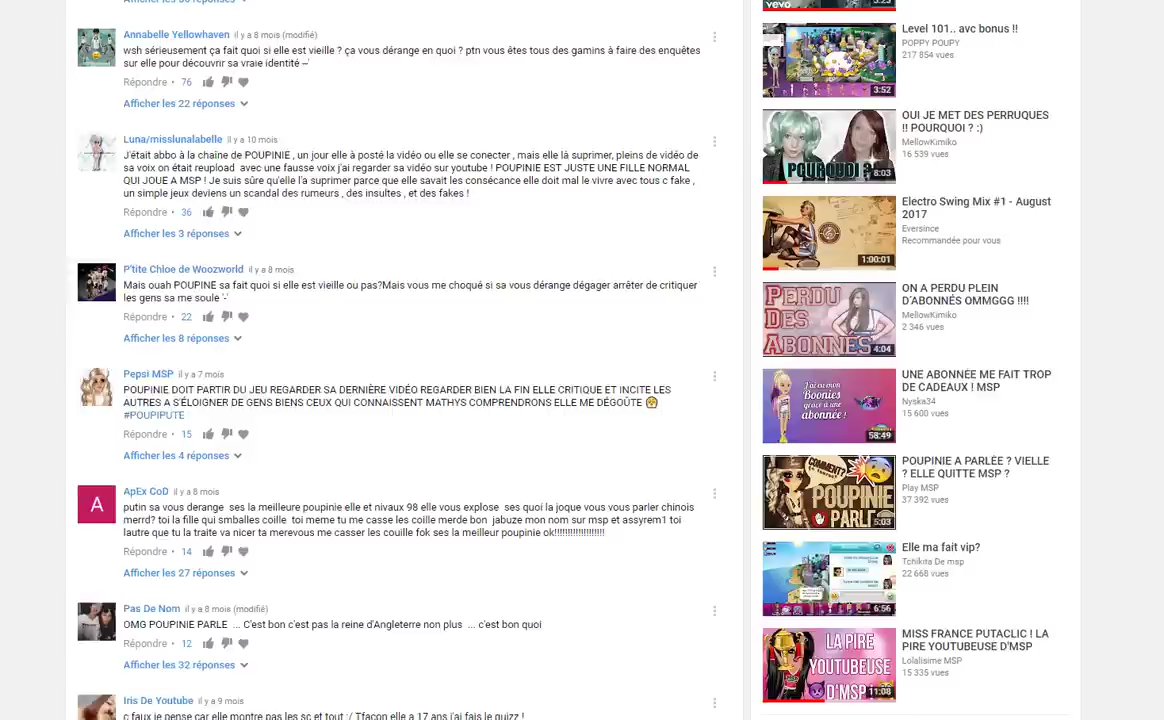 Annabelle Yellowhaven il y a 8 mois (modifié)
wsh sérieusement ça fait quoi si elle est vieille ? ça vous dérange en quoi ? ptn vous êtes tous des gamins à faire des enquêtes
sur elle pour découvrir sa vraie identité --'
Répondre • 76
Afficher les 22 réponses
Luna/misslunalabelle il y a 10 mois
J'était abbo à la chaine de POUPINIE , un jour elle à posté la vidéo ou elle se conecter , mais elle là suprimer, pleins de vidéo de
sa voix on était reupload avec une fausse voix j'ai regarder sa vidéo sur youtube ! POUPINIE EST JUSTE UNE FILLE NORMAL
QUI JOUE A MSP ! Je suis sûre qu'elle l'a suprimer parce que elle savait les consécance elle doit mal le vivre avec tous c fake ,
un simple jeux deviens un scandal des rumeurs , des insultes , et des fakes !
Répondre • 36
Afficher les 3 réponses
P'tite Chloe de Woozworld il y a 8 mois
Mais ouah POUPINE sa fait quoi si elle est vieille ou pas?Mais vous me choqué si sa vous dérange dégager arrêter de critiquer
les gens sa me soule '-'
Répondre • 22
Afficher les 8 réponses
Pepsi MSP il y a 7 mois
POUPINIE DOIT PARTIR DU JEU REGARDER SA DERNIÈRE VIDÉO REGARDER BIEN LA FIN ELLE CRITIQUE ET INCITE LES
AUTRES A S'ÉLOIGNER DE GENS BIENS CEUX QUI CONNAISSENT MATHYS COMPRENDRONS ELLE ME DÉGOÛTE 😤
#POUPIPUTE
Répondre • 15
Afficher les 4 réponses
A
ApEx CoD il y a 8 mois
putin sa vous derange ses la meilleure poupinie elle et nivaux 98 elle vous explose ses quoi la joque vous vous parler chinois
merd? toi la fille qui smballes coille toi meme tu me casse les coille merde bon jabuze mon nom sur msp et assyrem1 toi
lautre que tu la traite va nicer ta merevous me casser les couille fok ses la meilleur poupinie ok!!!!!!!!!!!!!!!!!!!
Répondre • 14
Afficher les 27 réponses
Pas De Nom il y a 8 mois (modifié)
OMG POUPINIE PARLE ... C'est bon c'est pas la reine d'Angleterre non plus ... c'est bon quoi
Répondre • 12
Afficher les 32 réponses
Iris De Youtube il y a 9 mois
c faux je pense car elle montre pas les sc et tout :/ Tfaçon elle a 17 ans j'ai fais le quizz !
vevo
Level 101.. avc bonus !!
POPPY POUPY
217 854 vues
3:52
OUI JE MET DES PERRUQUES
!! POURQUOI ? :)
MellowKimiko
16 539 vues
POURQUOI ?
8:03
Electro Swing Mix #1 - August
2017
Eversince
Recommandée pour vous
1:00:01
ON A PERDU PLEIN
D'ABONNÉS OMMGGG !!!!
MellowKimiko
2 346 vues
PERDU
DES
ABONNES
4:04
UNE ABONNÉE ME FAIT TROP
DE CADEAUX ! MSP
Nyska34
15 600 vues
J'ai eu mon
Boonies
grâce à une
abonnée !
58:49
POUPINIE A PARLÉE ? VIELLE
? ELLE QUITTE MSP ?
Play MSP
37 392 vues
COMMENT?
POUPINIE
PARLE
5:03
Elle ma fait vip?
Tchikita De msp
22 668 vues
6:56
MISS FRANCE PUTACLIC ! LA
PIRE YOUTUBEUSE D'MSP
Lolalisime MSP
15 335 vues
LA PIRE
YOUTUBEUSE
D'MSP
11:08